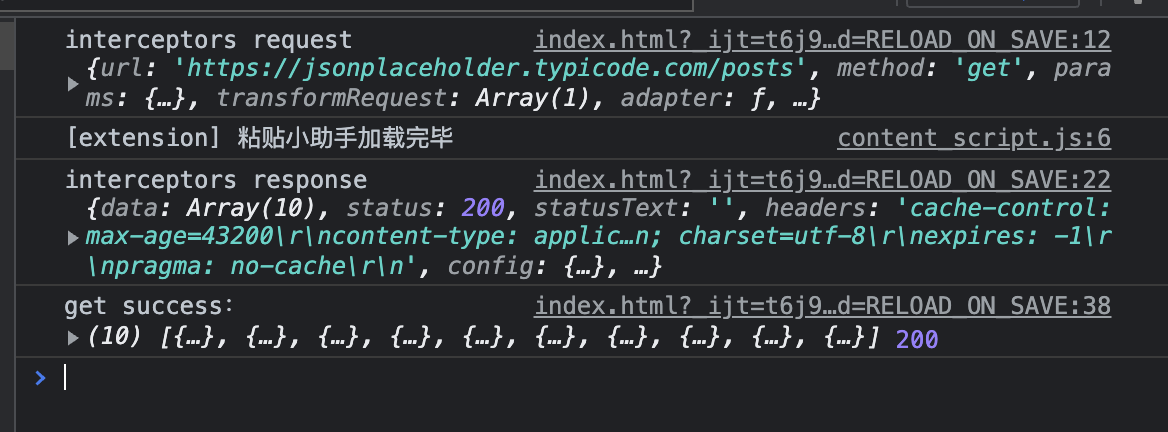 interceptors request index.html?_ijt=t6j9…d=RELOAD_ON_SAVE:12
{url: 'https://jsonplaceholder.typicode.com/posts', method: 'get', para
ms: {…}, transformRequest: Array(1), adapter: ƒ, …}
[extension] 粘贴小助手加载完毕 content_script.js:6
interceptors response index.html?_ijt=t6j9…d=RELOAD_ON_SAVE:22
{data: Array(10), status: 200, statusText: '', headers: 'cache-control:
max-age=43200\r\ncontent-type: applic…n; charset=utf-8\r\nexpires: -1\r
\npragma: no-cache\r\n', config: {…}, …}
get success: index.html?_ijt=t6j9…d=RELOAD_ON_SAVE:38
(10) [{…}, {…}, {…}, {…}, {…}, {…}, {…}, {…}, {…}, {…}] 200